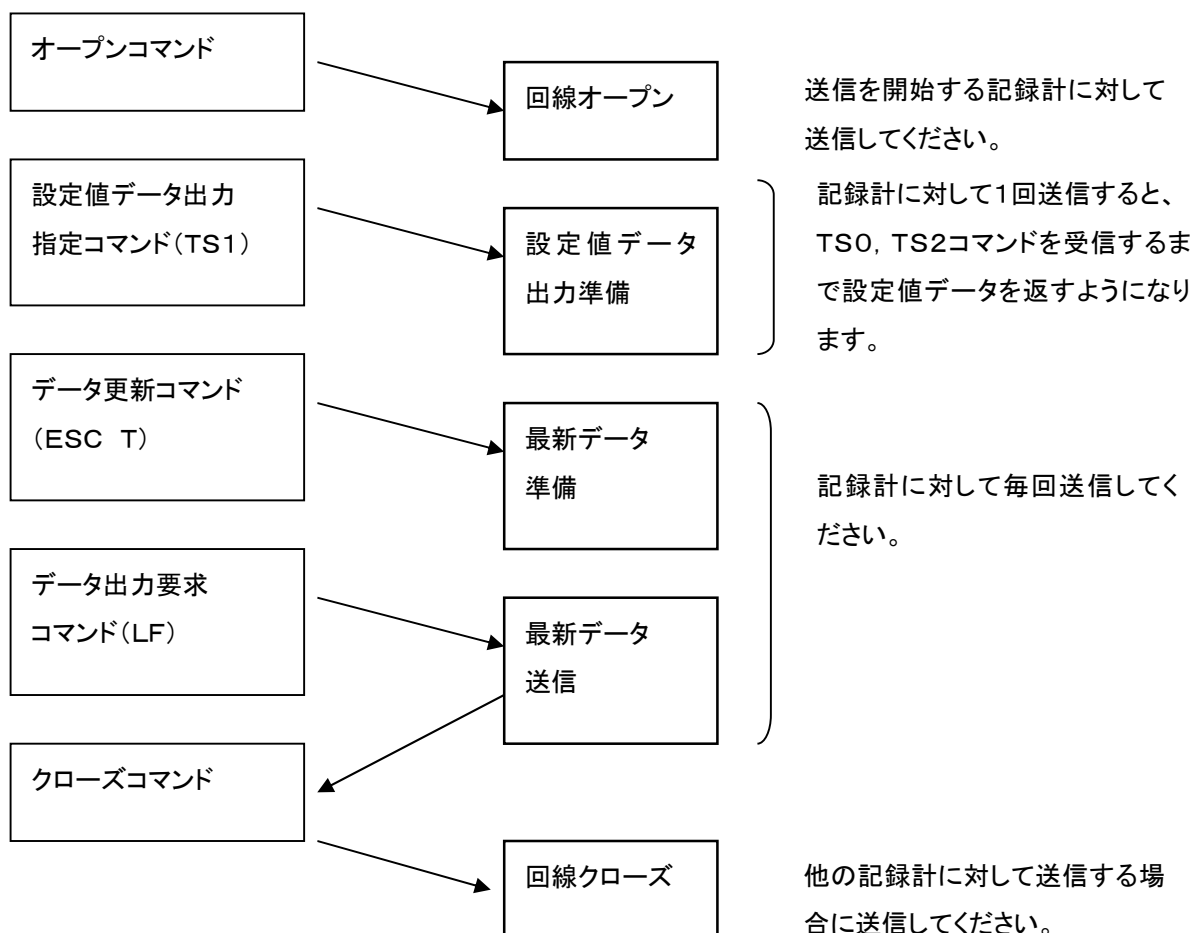 オープンコマンド
回線オープン
送信を開始する記録計に対して
送信してください。
設定値データ出力
指定コマンド（ＴＳ１）
設定値データ
出力準備
記録計に対して１回送信すると、
ＴＳ０，ＴＳ２コマンドを受信するま
で設定値データを返すようになり
ます。
データ更新コマンド
（ＥＳＣ　Ｔ）
最新データ
準備
記録計に対して毎回送信してく
ださい。
データ出力要求
コマンド（ＬＦ）
最新データ
送信
クローズコマンド
回線クローズ
他の記録計に対して送信する場
合に送信してください。